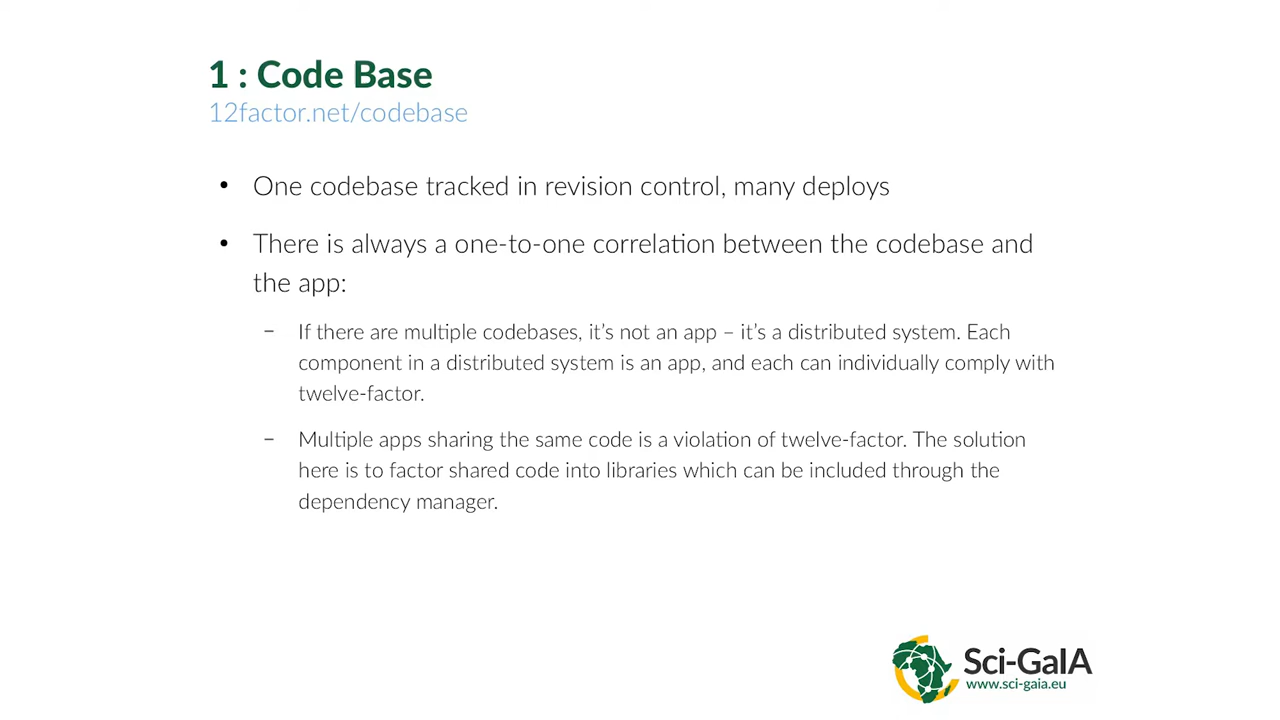 1 : Code Base
12factor.net/codebase
• One codebase tracked in revision control, many deploys
• There is always a one-to-one correlation between the codebase and
the app:
– If there are multiple codebases, it’s not an app – it’s a distributed system. Each
component in a distributed system is an app, and each can individually comply with
twelve-factor.
– Multiple apps sharing the same code is a violation of twelve-factor. The solution
here is to factor shared code into libraries which can be included through the
dependency manager.
Sci-GaIA
www.sci-gaia.eu